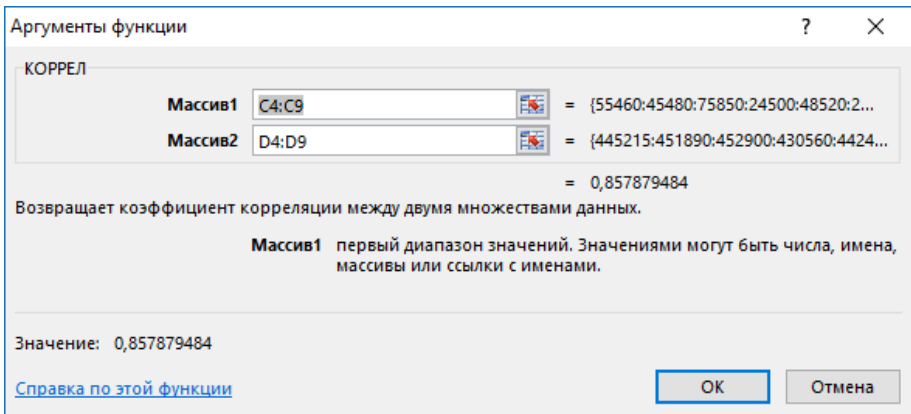 Аргументы функции ?
КОРРЕЛ
Массив1 C4:C9 = {55460:45480:75850:24500:48520:2...
Массив2 D4:D9 = {445215:451890:452900:430560:4424...
= 0,857879484
Возвращает коэффициент корреляции между двумя множествами данных.
Массив1 первый диапазон значений. Значениями могут быть числа, имена,
массивы или ссылки с именами.
Значение: 0,857879484
Справка по этой функции ОК Отмена